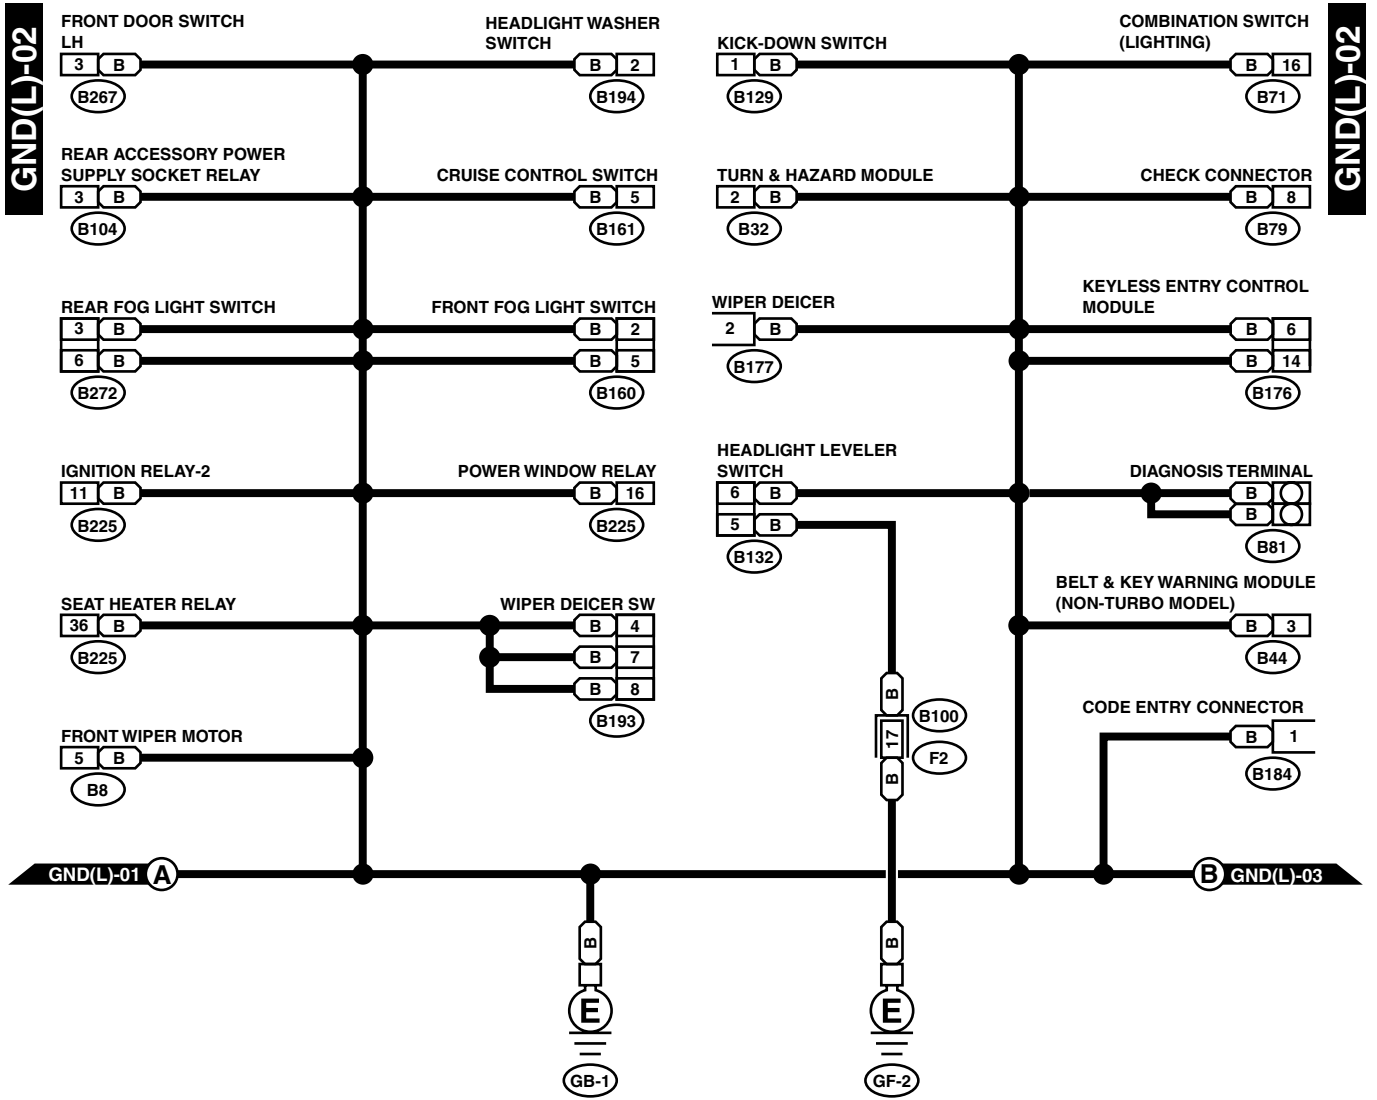 GND(L)-02
GND(L)-02
FRONT DOOR SWITCH
LH
3 B
B267
HEADLIGHT WASHER
SWITCH
B 2
B194
KICK-DOWN SWITCH
1 B
B129
COMBINATION SWITCH
(LIGHTING)
B 16
B71
REAR ACCESSORY POWER
SUPPLY SOCKET RELAY
3 B
B104
CRUISE CONTROL SWITCH
B 5
B161
TURN & HAZARD MODULE
2 B
B32
CHECK CONNECTOR
B 8
B79
REAR FOG LIGHT SWITCH
3 B
6 B
B272
FRONT FOG LIGHT SWITCH
B 2
B 5
B160
WIPER DEICER
2 B
B177
KEYLESS ENTRY CONTROL
MODULE
B 6
B 14
B176
IGNITION RELAY-2
11 B
B225
POWER WINDOW RELAY
B 16
B225
HEADLIGHT LEVELER
SWITCH
6 B
5 B
B132
DIAGNOSIS TERMINAL
B
B
B81
SEAT HEATER RELAY
36 B
B225
WIPER DEICER SW
B 4
B 7
B 8
B193
BELT & KEY WARNING MODULE
(NON-TURBO MODEL)
B 3
B44
FRONT WIPER MOTOR
5 B
B8
B
17
B
B100
F2
CODE ENTRY CONNECTOR
B 1
B184
GND(L)-01 A
B GND(L)-03
B
E
GB-1
B
E
GF-2